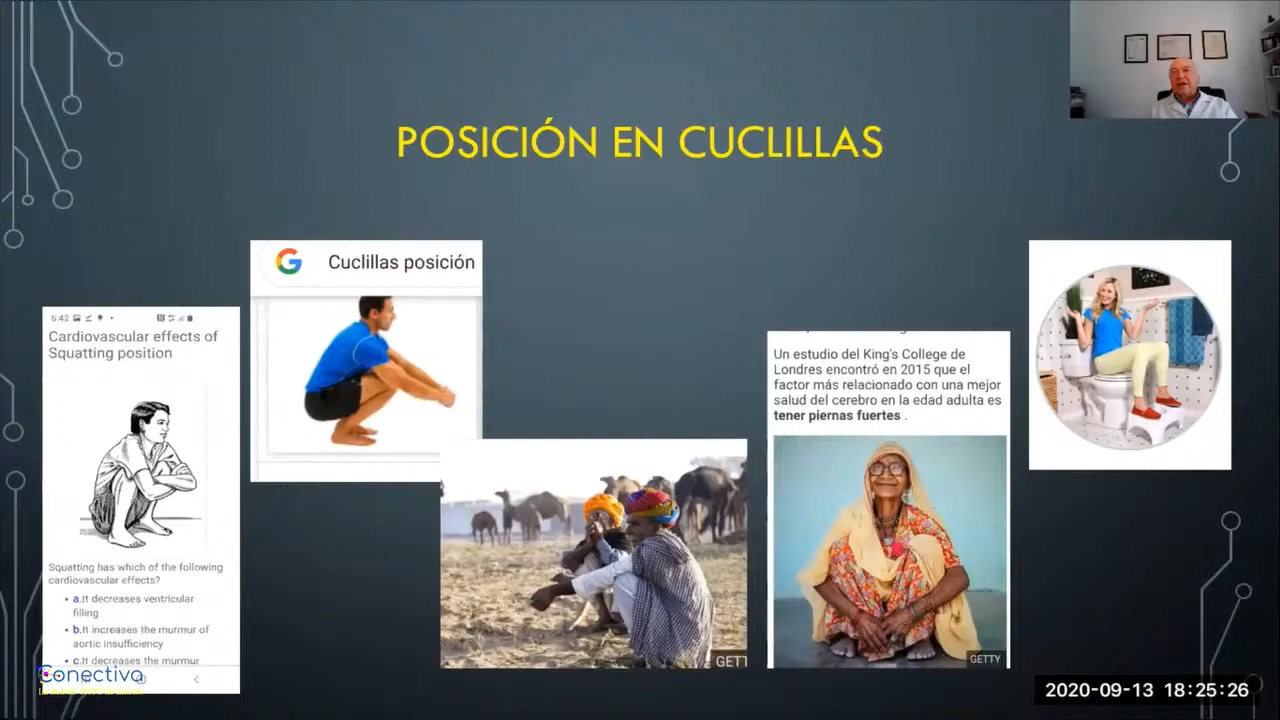 POSICIÓN EN CUCLILLAS
Cuclillas posición
6:42
Cardiovascular effects of
Squatting position
Squatting has which of the following
cardiovascular effects?
a.It decreases ventricular
filling
b.It increases the murmur of
aortic insufficiency
c.It decreases the murmur
Conectiva
GETT
Un estudio del King's College de
Londres encontró en 2015 que el
factor más relacionado con una mejor
salud del cerebro en la edad adulta es
tener piernas fuertes .
GETTY
2020-09-13 18:25:26